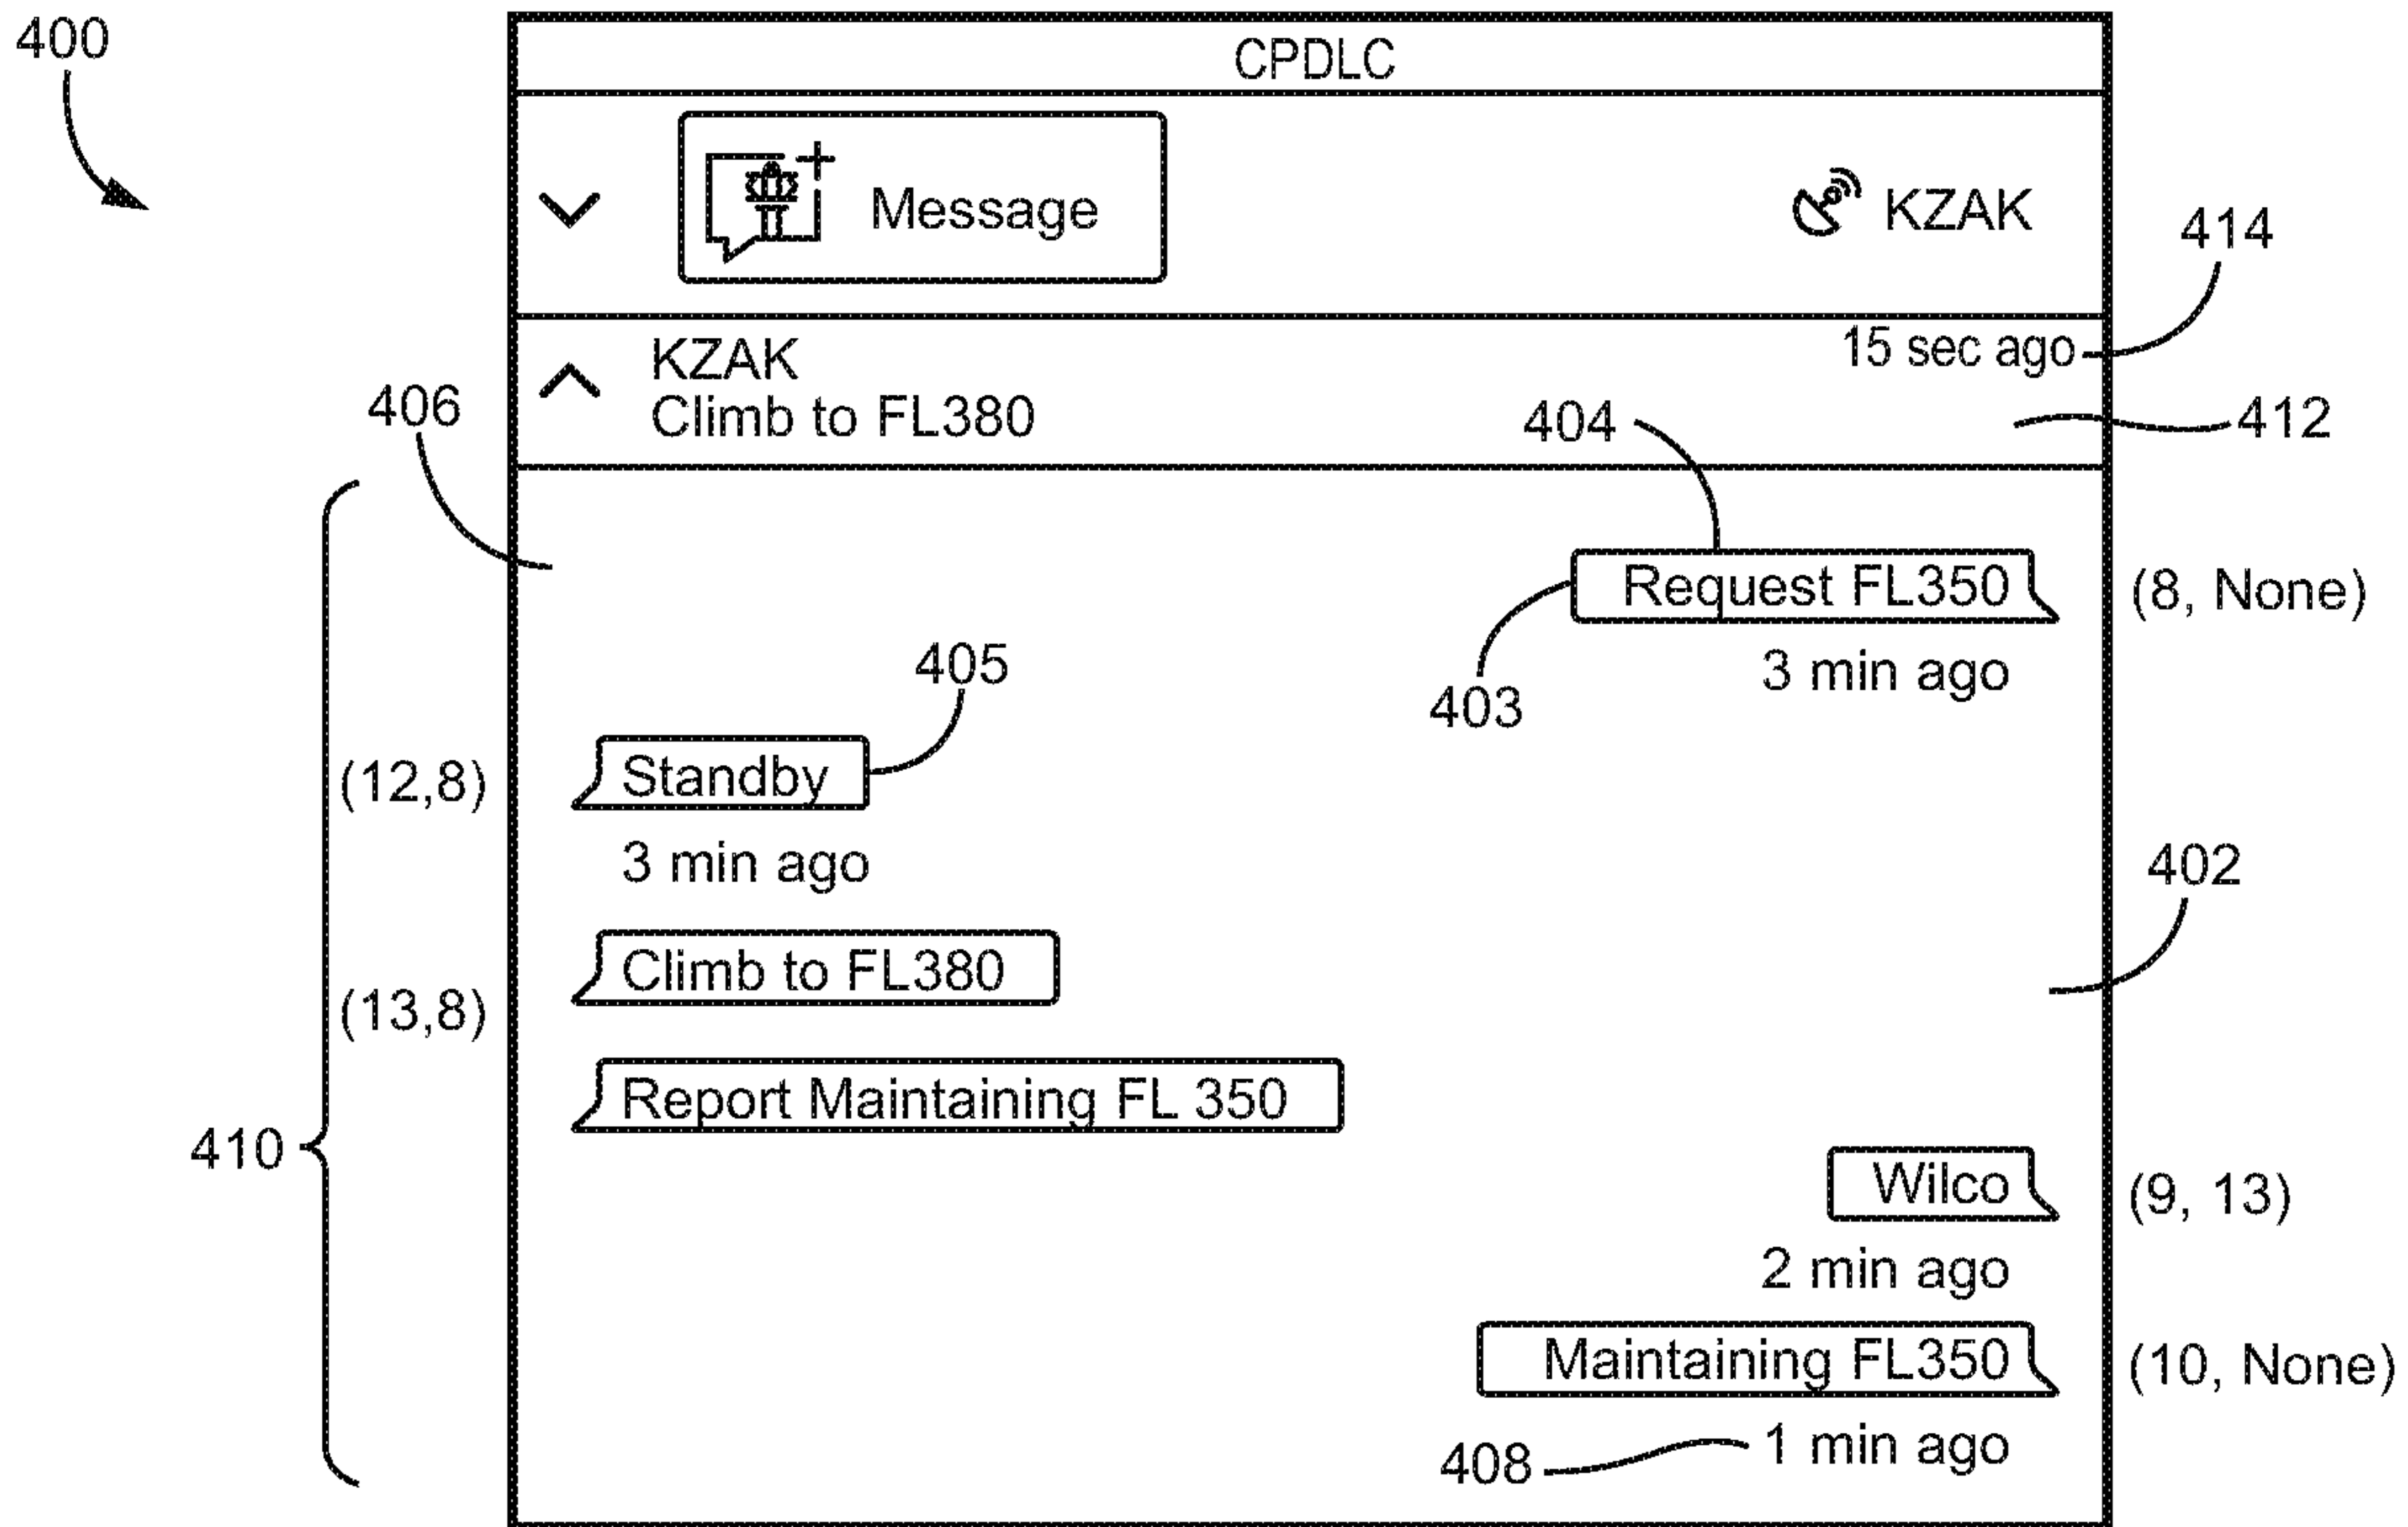 400
CPDLC
Message
KZAK
414
15 sec ago
KZAK
Climb to FL380
412
406
404
Request FL350
(8, None)
403
3 min ago
405
(12,8)
Standby
3 min ago
402
Climb to FL380
(13,8)
Report Maintaining FL 350
410
Wilco
(9, 13)
2 min ago
Maintaining FL350
(10, None)
408
1 min ago